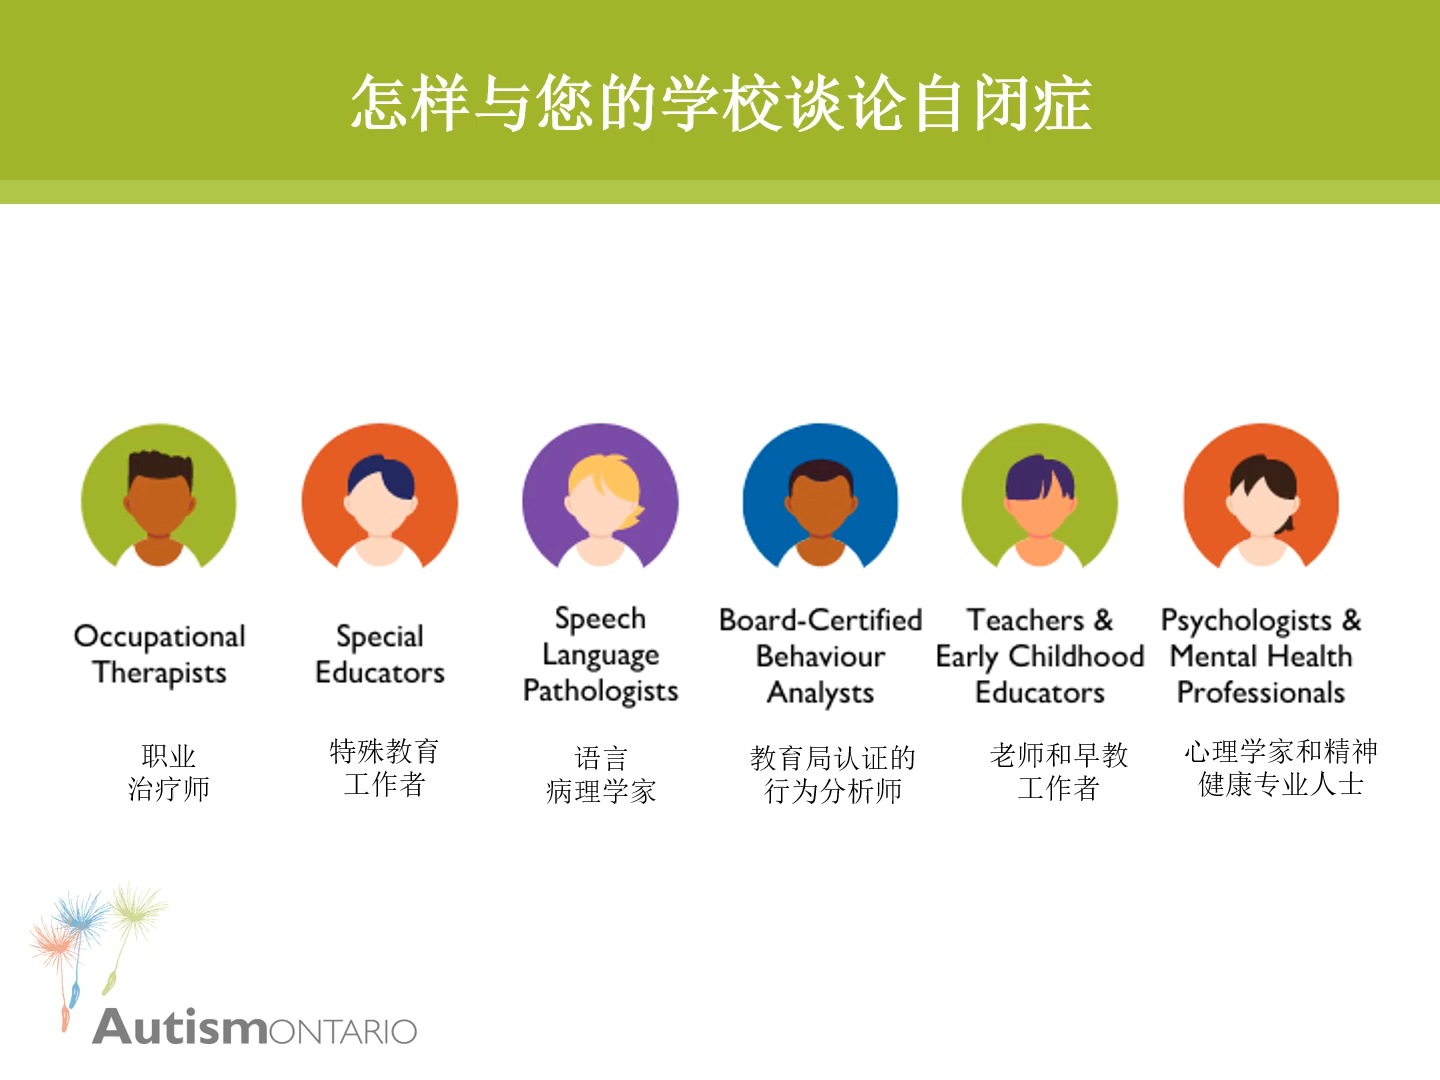 怎样与您的学校谈论自闭症
Occupational
Therapists
Special
Educators
Speech
Language
Pathologists
Board-Certified
Behaviour
Analysts
Teachers &
Early Childhood
Educators
Psychologists &
Mental Health
Professionals
职业
治疗师
特殊教育
工作者
语言
病理学家
教育局认证的
行为分析师
老师和早教
工作者
心理学家和精神
健康专业人士
AutismONTARIO